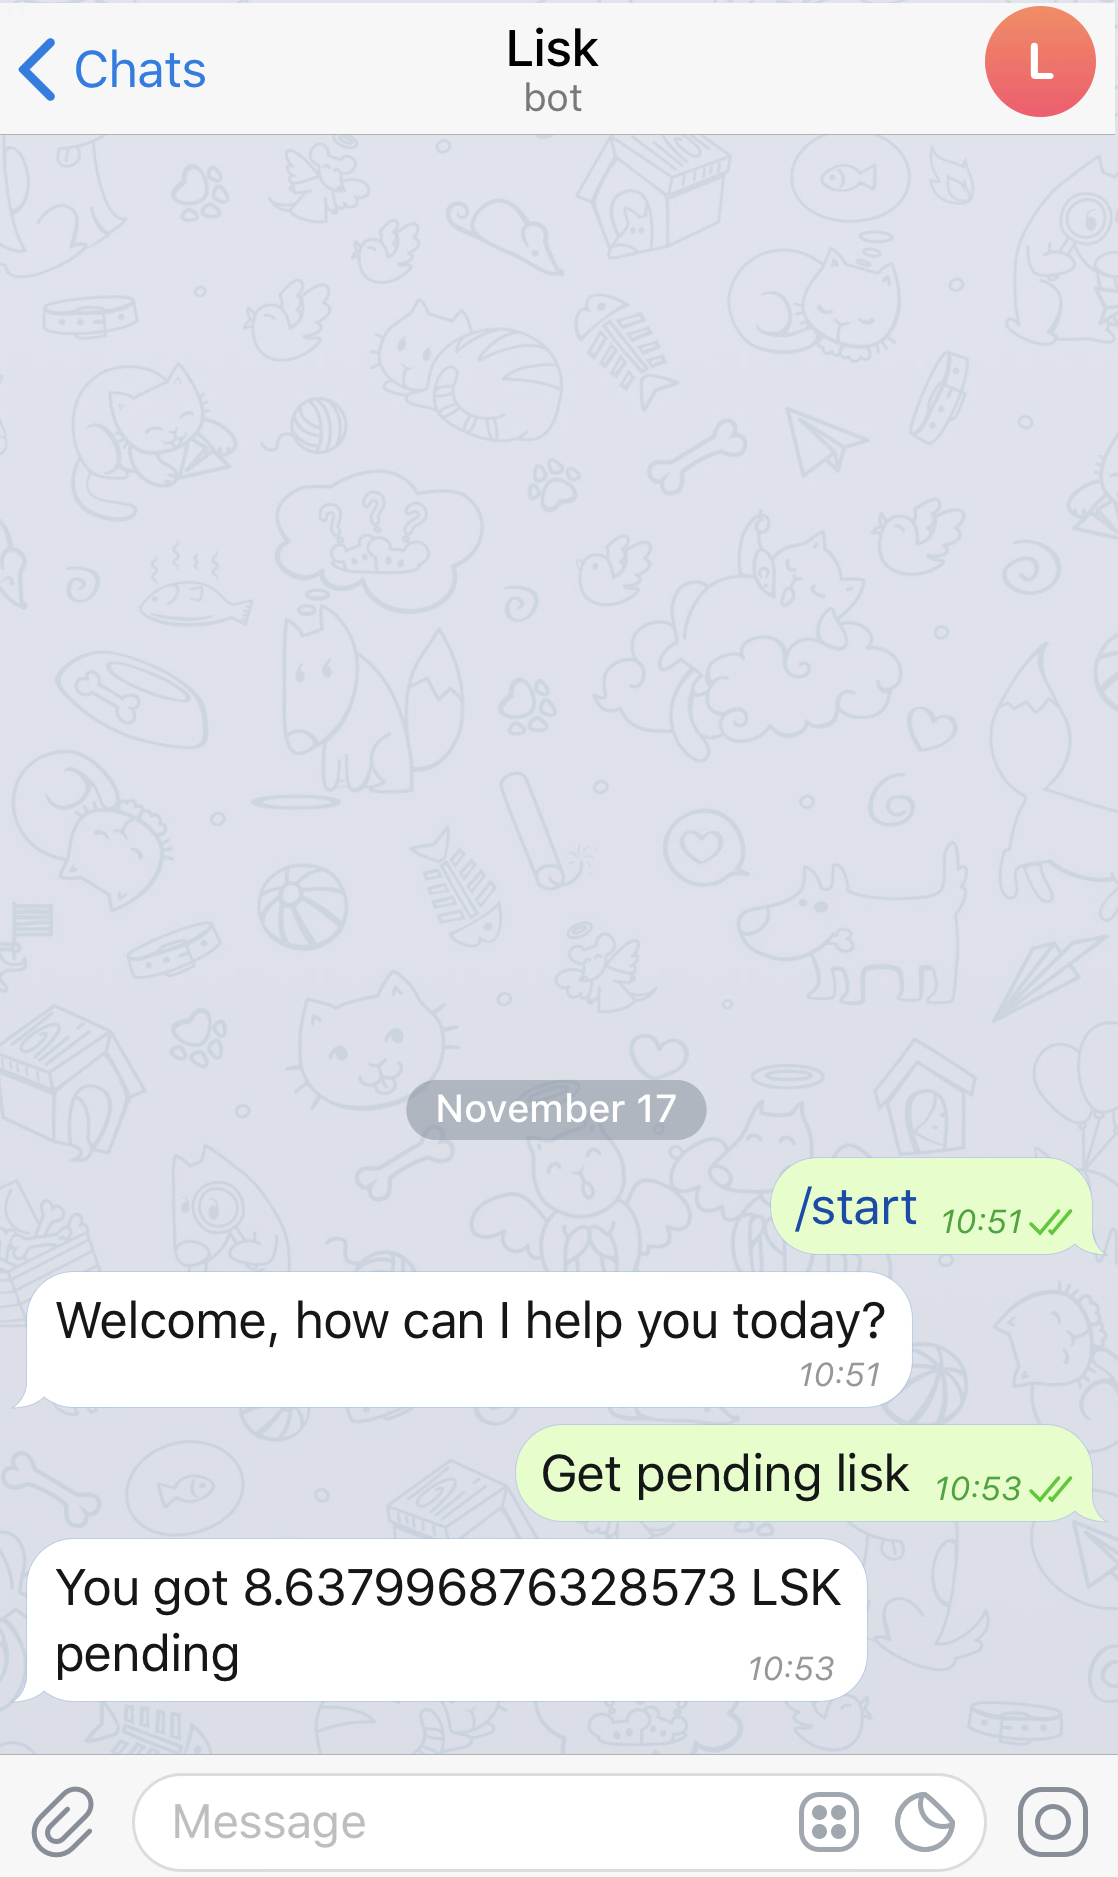 Chats
Lisk
bot
L
November 17
/start 10:51
Welcome, how can I help you today?
10:51
Get pending lisk 10:53
You got 8.637996876328573 LSK
pending 10:53
Message